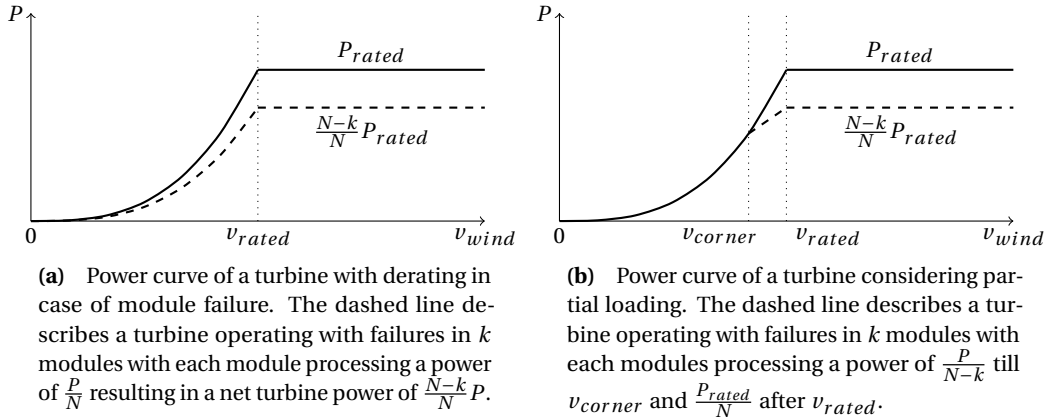 P
P_rated
N−k/N P_rated
0 v_rated v_wind
(a) Power curve of a turbine with derating in
case of module failure. The dashed line de-
scribes a turbine operating with failures in k
modules with each module processing a power
of P/N resulting in a net turbine power of N−k/N P.
P
P_rated
N−k/N P_rated
0 v_corner v_rated v_wind
(b) Power curve of a turbine considering par-
tial loading. The dashed line describes a tur-
bine operating with failures in k modules with
each modules processing a power of P/N−k till
v_corner and P_rated/N after v_rated.